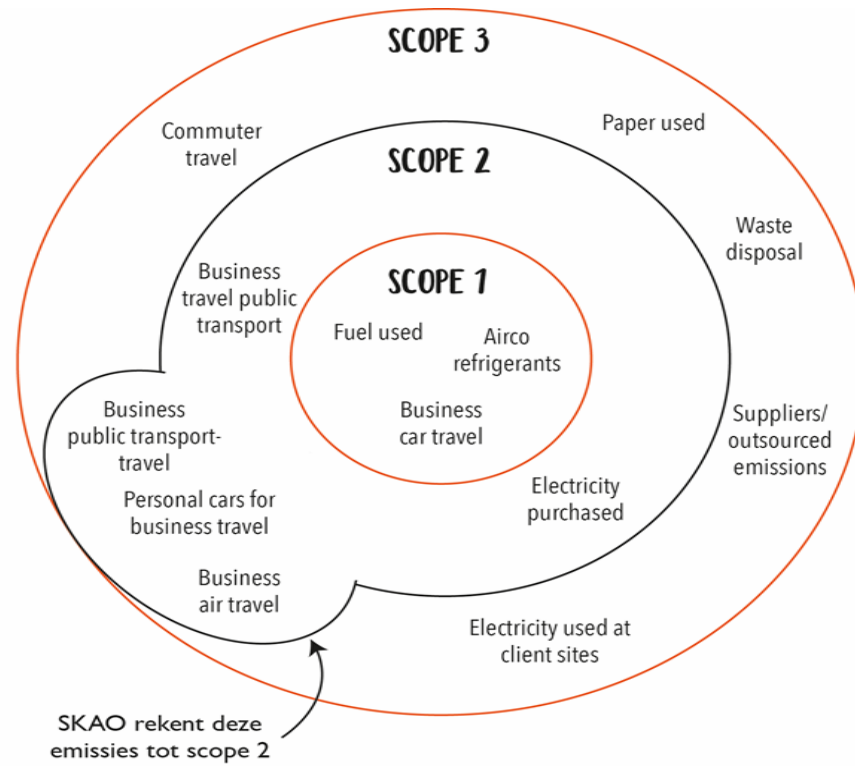 SCOPE 3
Commuter
travel
Paper used
SCOPE 2
Waste
disposal
Business
travel public
transport
SCOPE 1
Fuel used
Airco
refrigerants
Business
car travel
Business
public transport-
travel
Suppliers/
outsourced
emissions
Personal cars for
business travel
Electricity
purchased
Business
air travel
Electricity used at
client sites
SKAO rekent deze
emissies tot scope 2